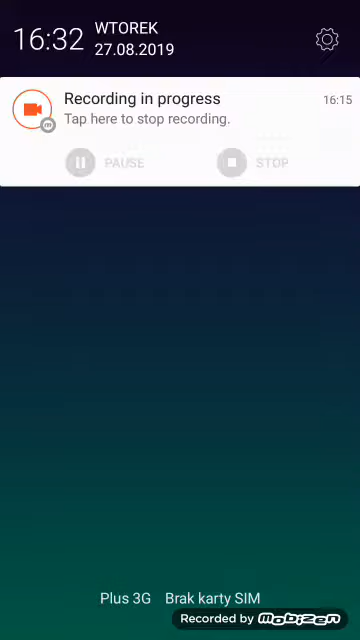 16:32
WTOREK
27.08.2019
Recording in progress
16:15
Tap here to stop recording.
PAUSE
STOP
Plus 3G
Brak karty SIM
Recorded by MOBIZEN